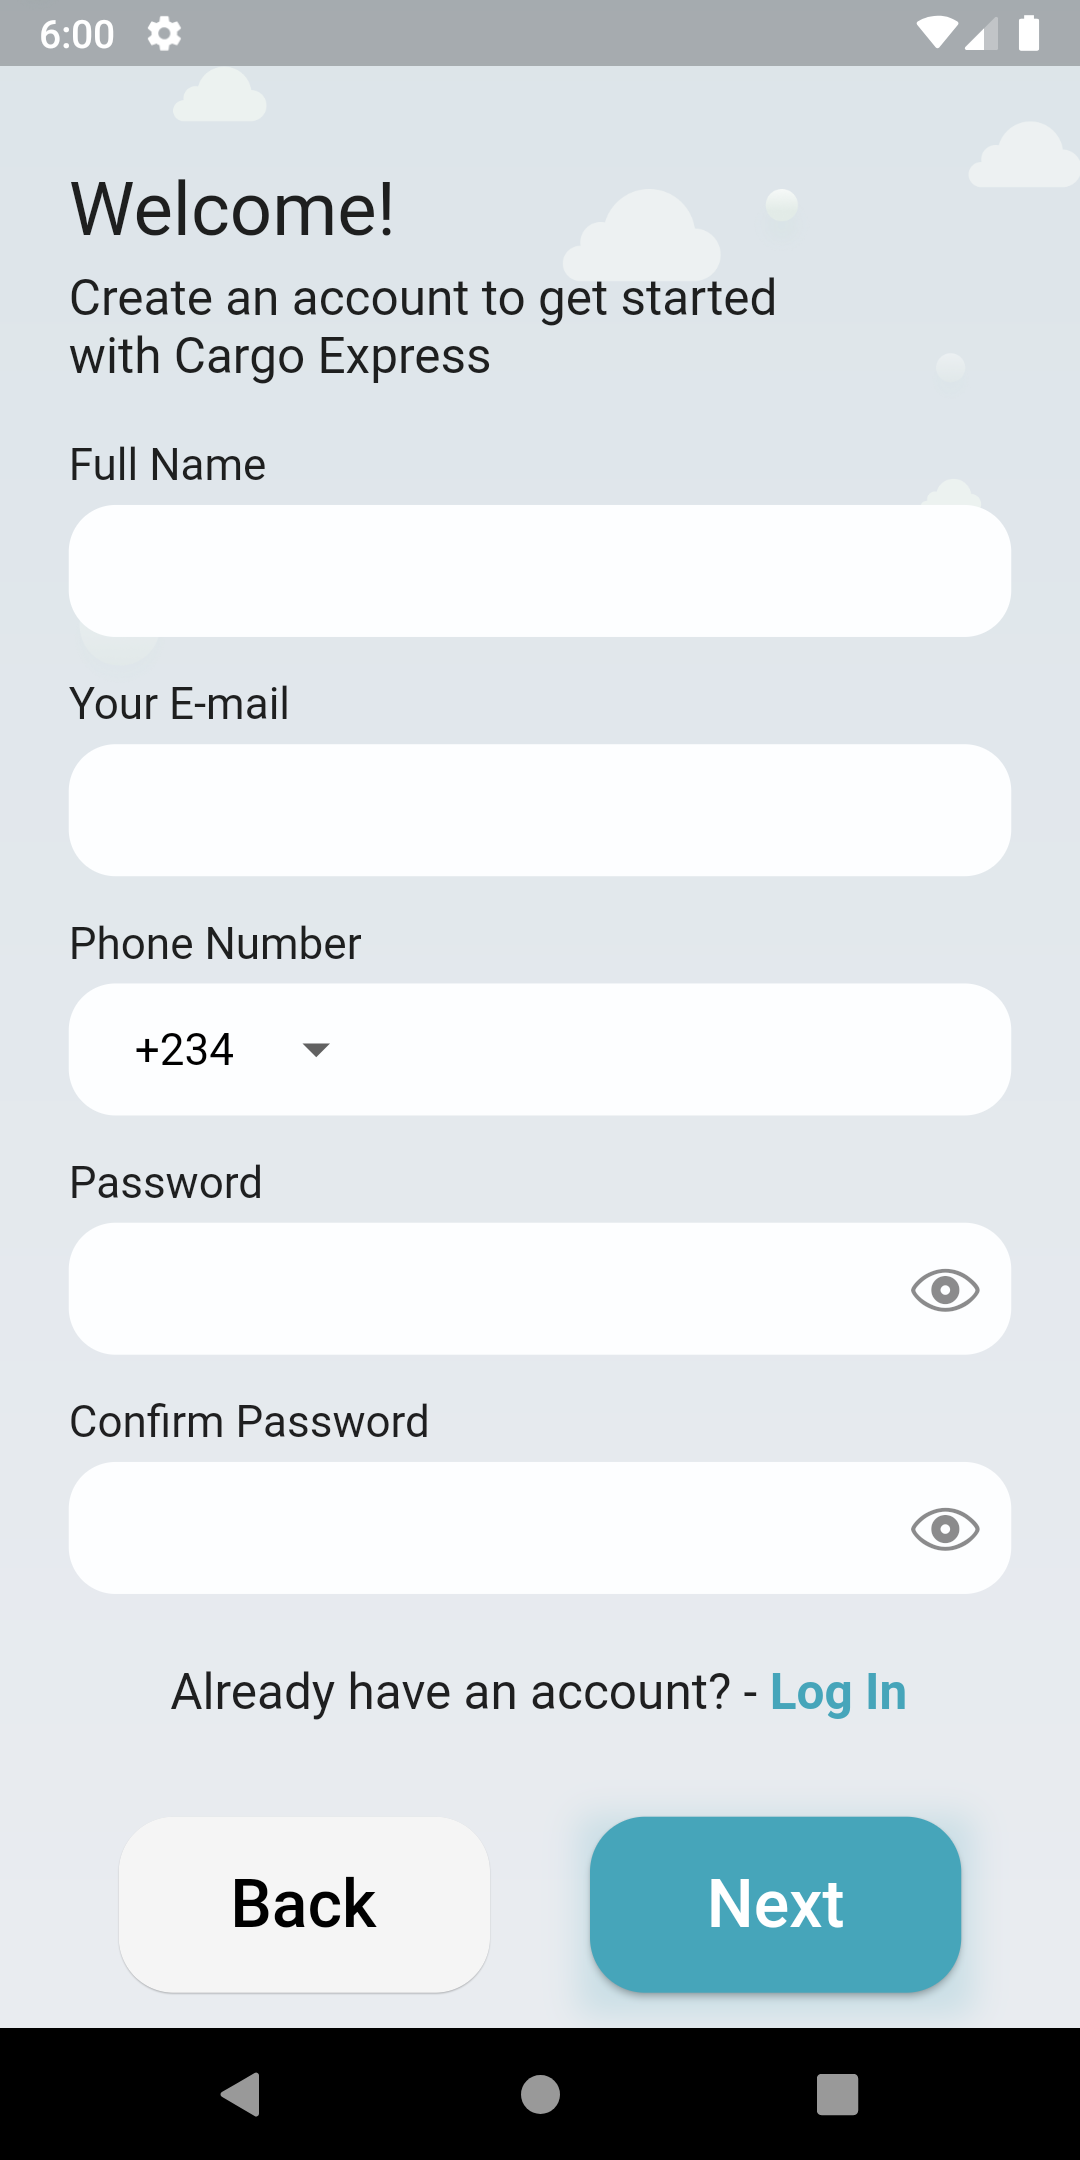 6:00
Welcome!
Create an account to get started
with Cargo Express
Full Name
Your E-mail
Phone Number
+234
Password
Confirm Password
Already have an account? - Log In
Back
Next